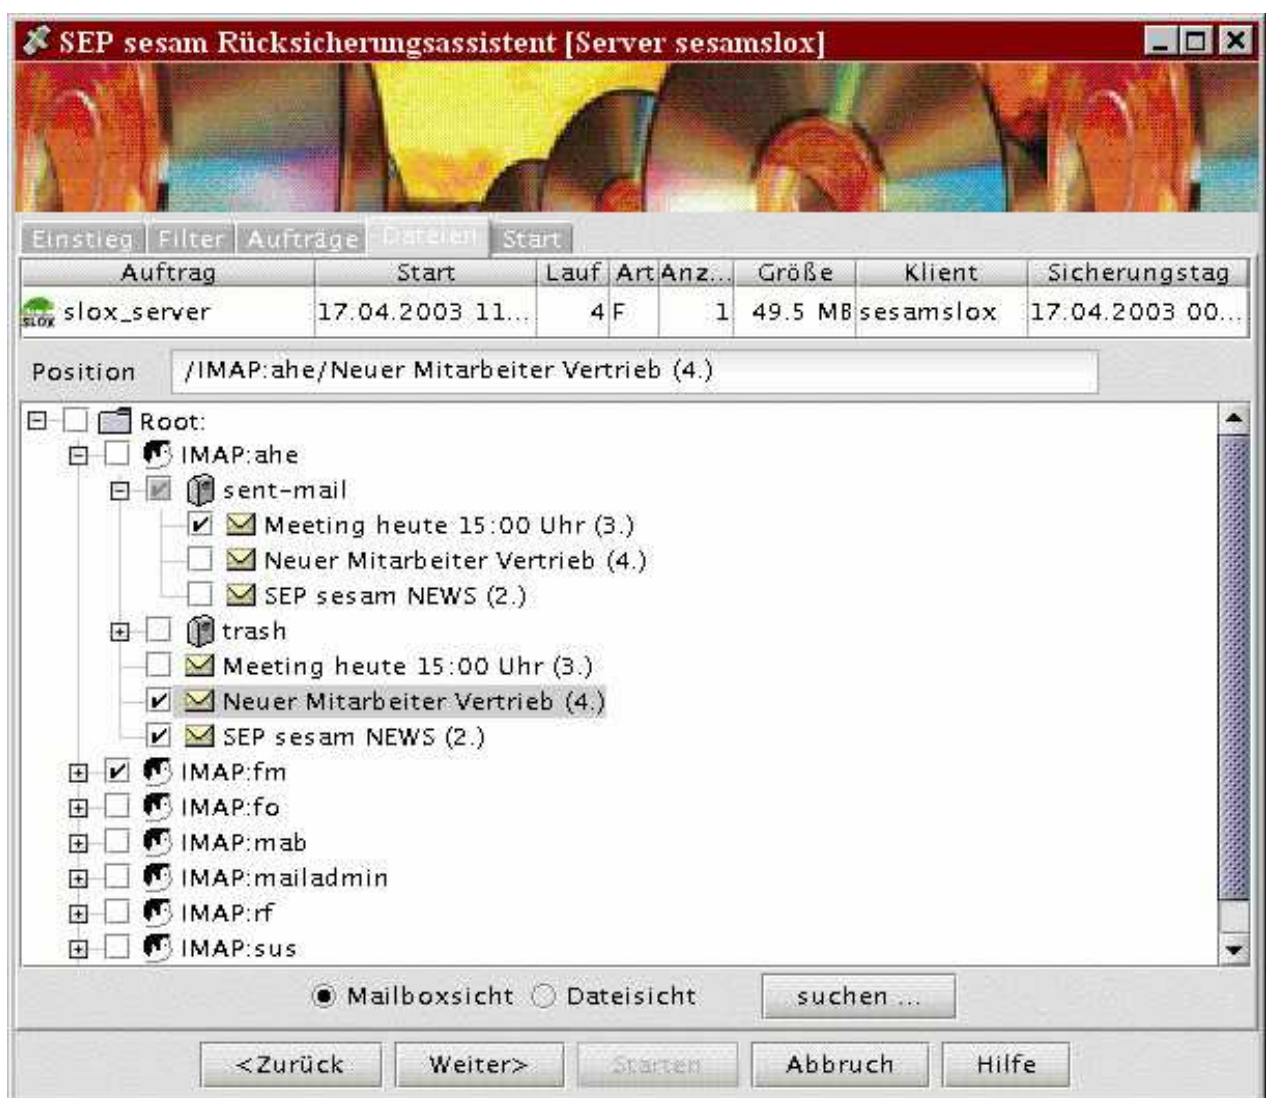 SEP sesam Rücksicherungsassistent [Server sesamslox]
Einstieg Filter Aufträge Dateien Start
Auftrag Start Lauf Art Anz... Größe Klient Sicherungstag
SLOX slox_server 17.04.2003 11... 4 F 1 49.5 MB sesamslox 17.04.2003 00...
Position /IMAP:ahe/Neuer Mitarbeiter Vertrieb (4.)
Root:
IMAP:ahe
sent-mail
Meeting heute 15:00 Uhr (3.)
Neuer Mitarbeiter Vertrieb (4.)
SEP sesam NEWS (2.)
trash
Meeting heute 15:00 Uhr (3.)
Neuer Mitarbeiter Vertrieb (4.)
SEP sesam NEWS (2.)
IMAP:fm
IMAP:fo
IMAP:mab
IMAP:mailadmin
IMAP:rf
IMAP:sus
Mailboxsicht Dateisicht suchen ...
<Zurück Weiter> Starten Abbruch Hilfe